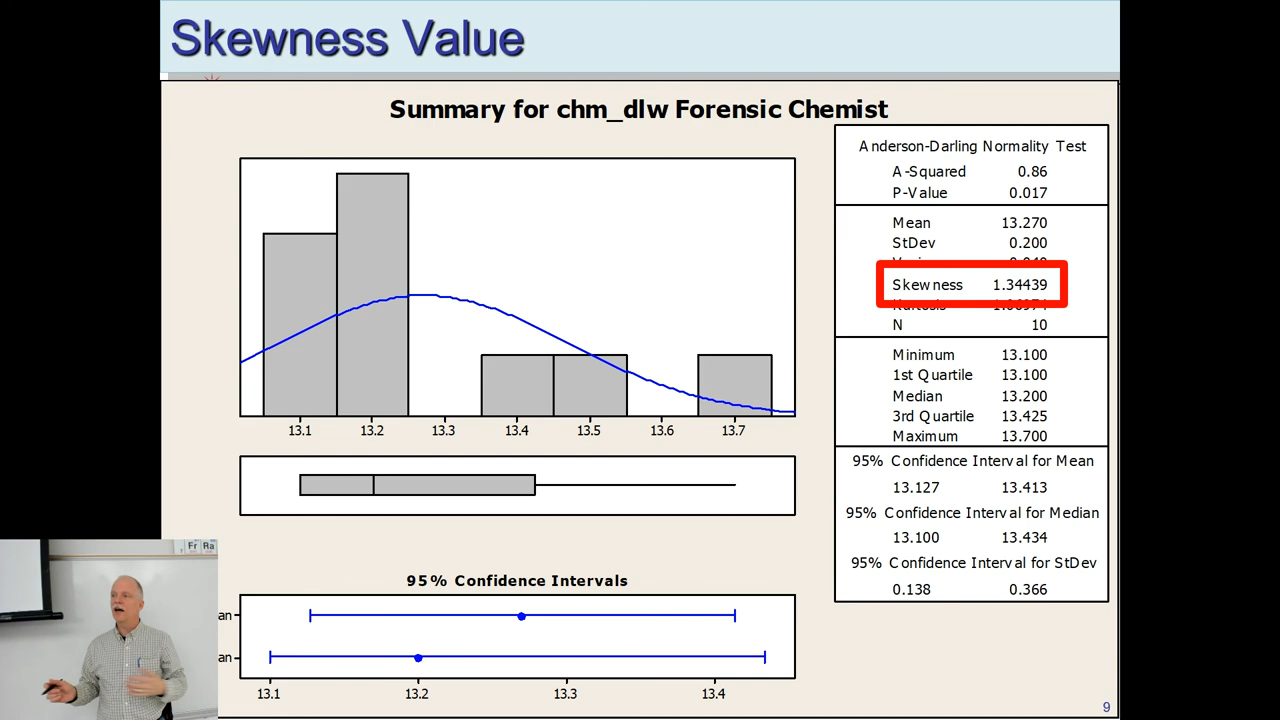 Skewness Value
Summary for chm_dlw Forensic Chemist
Anderson-Darling Normality Test
A-Squared 0.86
P-Value 0.017
Mean 13.270
StDev 0.200
Skewness 1.34439
N 10
Minimum 13.100
1st Quartile 13.100
Median 13.200
3rd Quartile 13.425
Maximum 13.700
95% Confidence Interval for Mean
13.127 13.413
95% Confidence Interval for Median
13.100 13.434
95% Confidence Interval for StDev
0.138 0.366
13.1 13.2 13.3 13.4 13.5 13.6 13.7
95% Confidence Intervals
an
an
13.1 13.2 13.3 13.4
Fr Ra
9